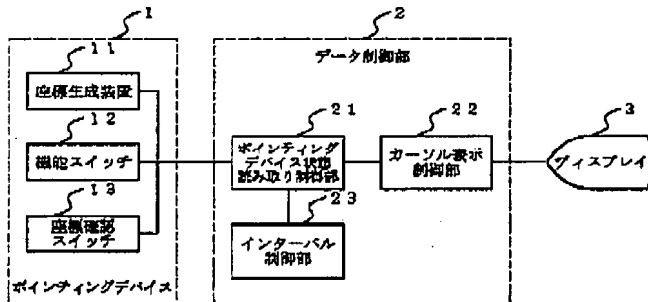 1
2
11
座標生成装置
12
機能スイッチ
13
座標確認
スイッチ
ポインティングデバイス
データ制御部
21
ポインティング
デバイス状態
読み取り制御部
22
カーソル表示
制御部
23
インターバル
制御部
3
ディスプレイ